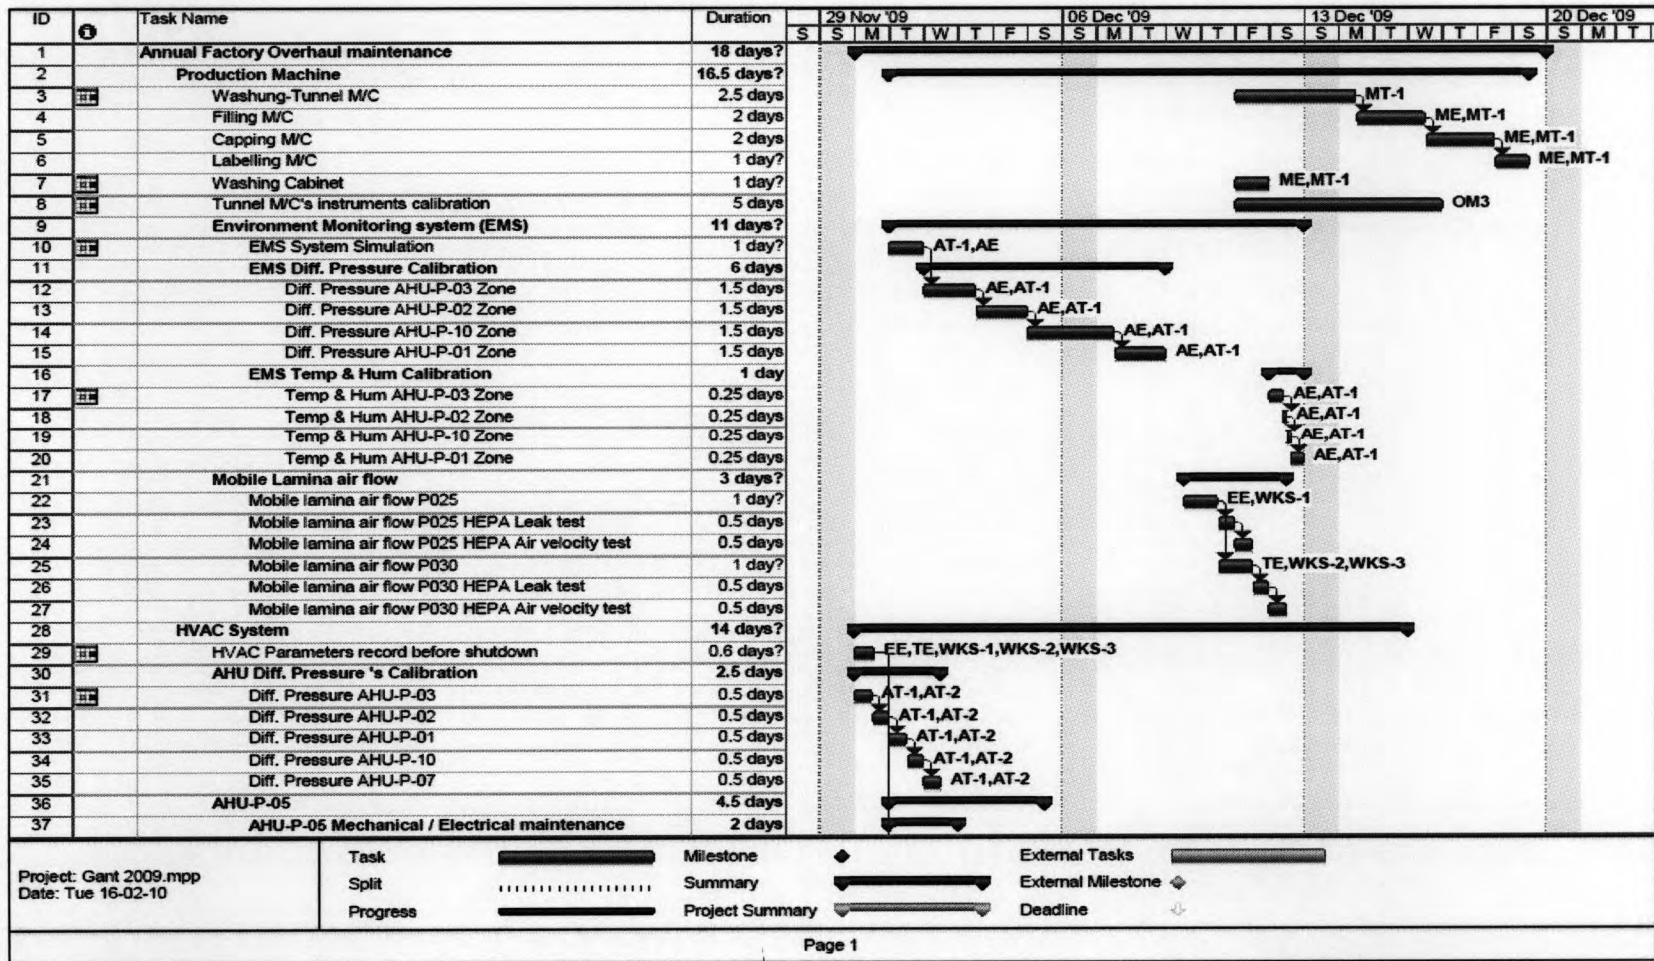 ID Task Name Duration 29 Nov '09 06 Dec '09 13 Dec '09 20 Dec '09
S S M T W T F S S M T W T F S S M T W T F S S M T
1 Annual Factory Overhaul maintenance 18 days?
2 Production Machine 16.5 days?
3 Washung-Tunnel M/C 2.5 days MT-1
4 Filling M/C 2 days ME,MT-1
5 Capping M/C 2 days ME,MT-1
6 Labelling M/C 1 day? ME,MT-1
7 Washing Cabinet 1 day? ME,MT-1
8 Tunnel M/C's instruments calibration 5 days OM3
9 Environment Monitoring system (EMS) 11 days?
10 EMS System Simulation 1 day? AT-1,AE
11 EMS Diff. Pressure Calibration 6 days
12 Diff. Pressure AHU-P-03 Zone 1.5 days AE,AT-1
13 Diff. Pressure AHU-P-02 Zone 1.5 days AE,AT-1
14 Diff. Pressure AHU-P-10 Zone 1.5 days AE,AT-1
15 Diff. Pressure AHU-P-01 Zone 1.5 days AE,AT-1
16 EMS Temp & Hum Calibration 1 day
17 Temp & Hum AHU-P-03 Zone 0.25 days AE,AT-1
18 Temp & Hum AHU-P-02 Zone 0.25 days AE,AT-1
19 Temp & Hum AHU-P-10 Zone 0.25 days AE,AT-1
20 Temp & Hum AHU-P-01 Zone 0.25 days AE,AT-1
21 Mobile Lamina air flow 3 days?
22 Mobile lamina air flow P025 1 day? EE,WKS-1
23 Mobile lamina air flow P025 HEPA Leak test 0.5 days
24 Mobile lamina air flow P025 HEPA Air velocity test 0.5 days
25 Mobile lamina air flow P030 1 day? TE,WKS-2,WKS-3
26 Mobile lamina air flow P030 HEPA Leak test 0.5 days
27 Mobile lamina air flow P030 HEPA Air velocity test 0.5 days
28 HVAC System 14 days?
29 HVAC Parameters record before shutdown 0.6 days? EE,TE,WKS-1,WKS-2,WKS-3
30 AHU Diff. Pressure 's Calibration 2.5 days
31 Diff. Pressure AHU-P-03 0.5 days AT-1,AT-2
32 Diff. Pressure AHU-P-02 0.5 days AT-1,AT-2
33 Diff. Pressure AHU-P-01 0.5 days AT-1,AT-2
34 Diff. Pressure AHU-P-10 0.5 days AT-1,AT-2
35 Diff. Pressure AHU-P-07 0.5 days AT-1,AT-2
36 AHU-P-05 4.5 days
37 AHU-P-05 Mechanical / Electrical maintenance 2 days
Project: Gant 2009.mpp
Date: Tue 16-02-10
Task Milestone External Tasks
Split Summary External Milestone
Progress Project Summary Deadline
Page 1